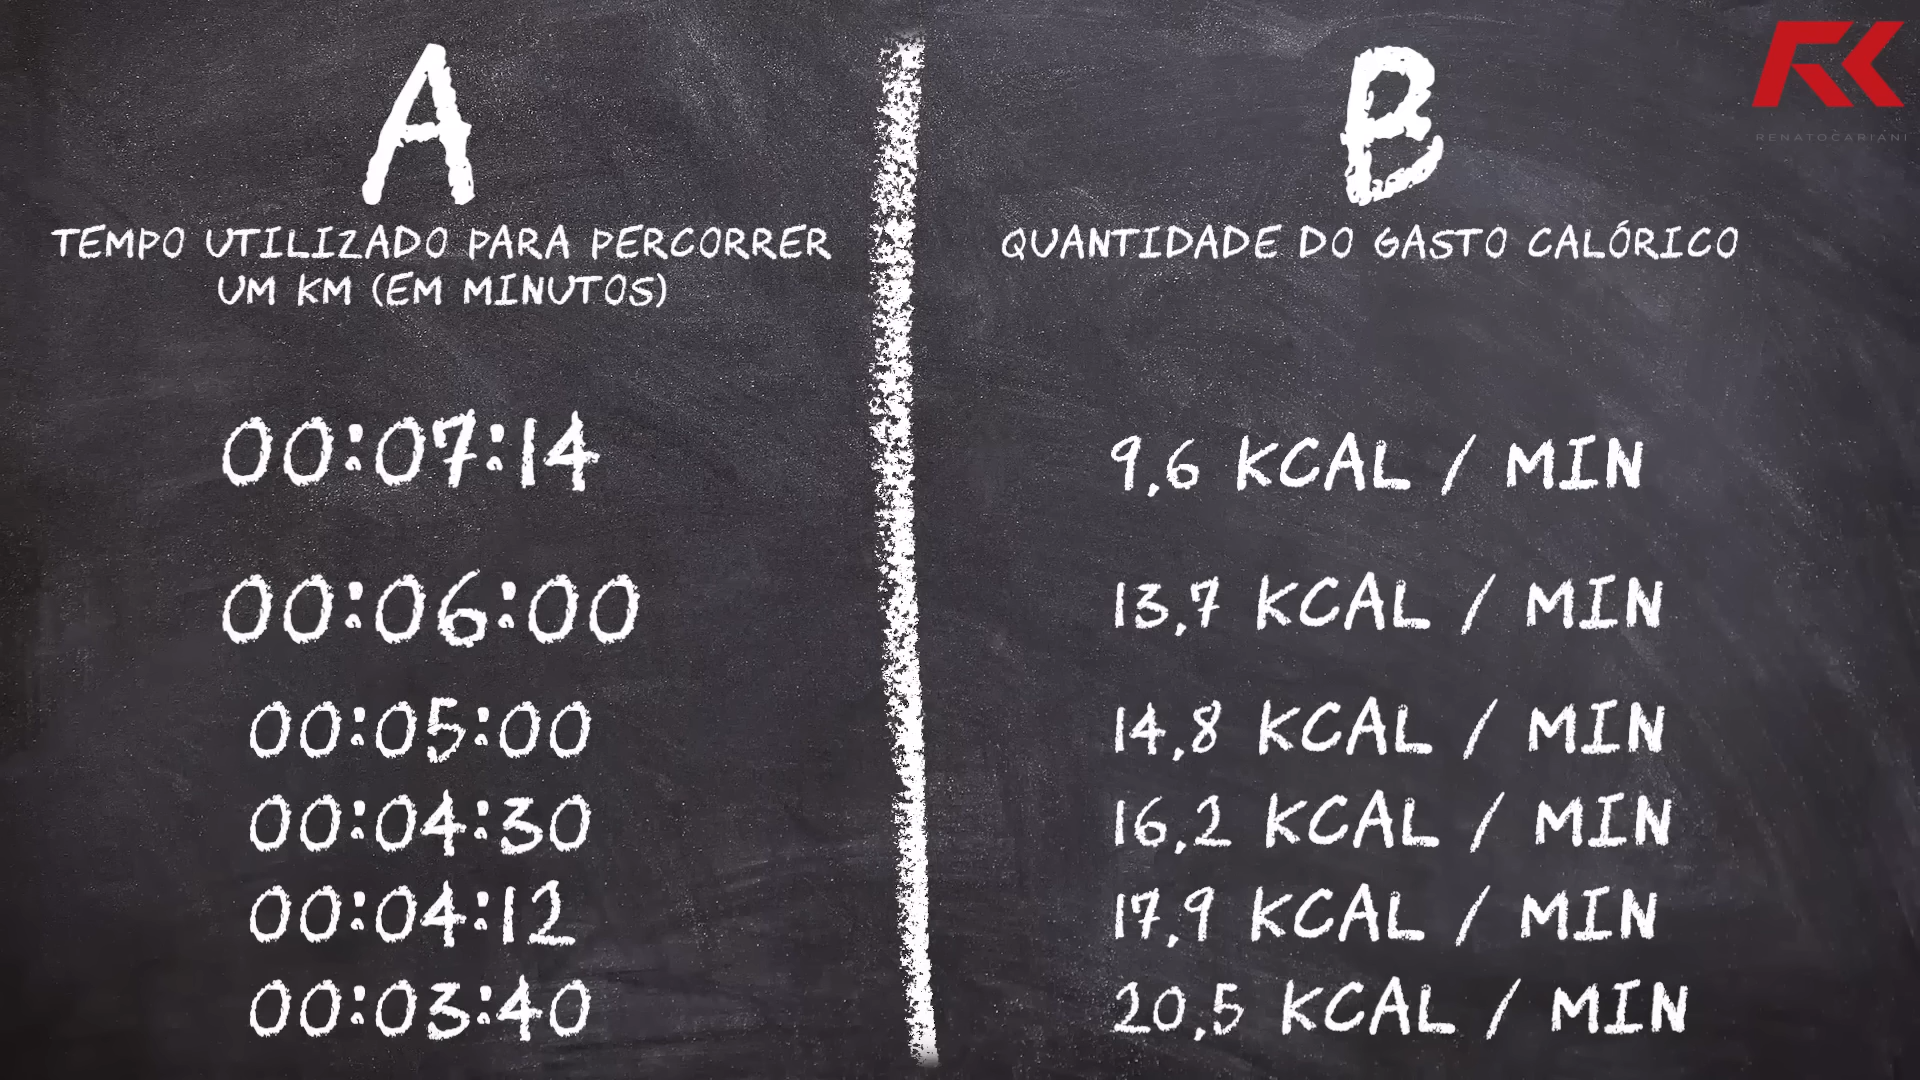 A
TEMPO UTILIZADO PARA PERCORRER
UM KM (EM MINUTOS)
00:07:14
00:06:00
00:05:00
00:04:30
00:04:12
00:03:40
B
QUANTIDADE DO GASTO CALÓRICO
9,6 KCAL / MIN
13,7 KCAL / MIN
14,8 KCAL / MIN
16,2 KCAL / MIN
17,9 KCAL / MIN
20,5 KCAL / MIN
RK
RENATOCARIANI